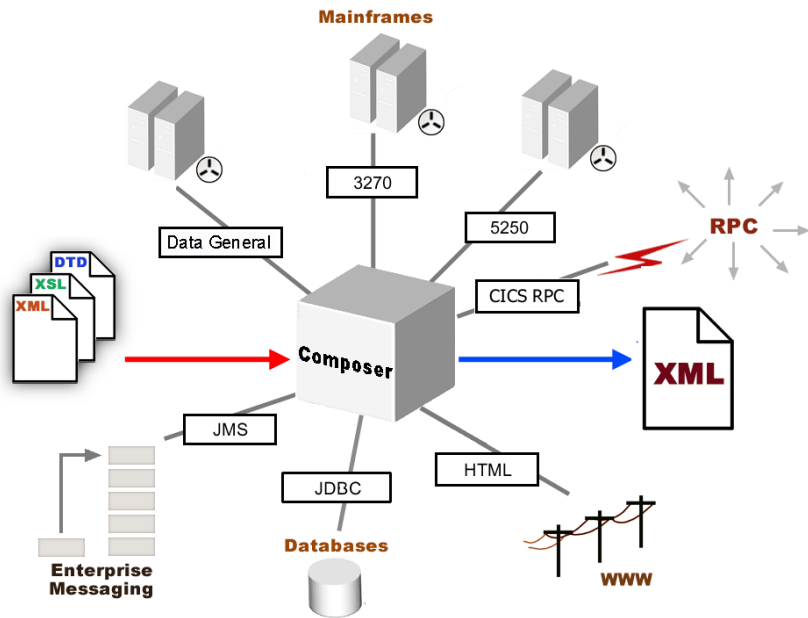 Mainframes
3270
5250
Data General
RPC
CICS RPC
DTD
XSL
XML
Composer
XML
JMS
HTML
JDBC
Databases
Enterprise
Messaging
WWW